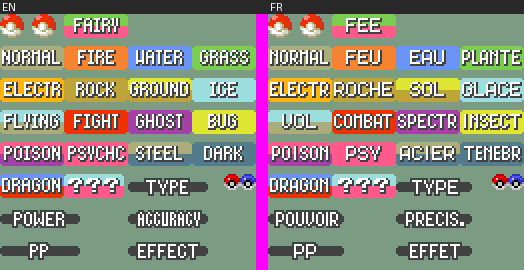 EN FR
FAIRY FEE
NORMAL FIRE WATER GRASS NORMAL FEU EAU PLANTE
ELECTR ROCK GROUND ICE ELECTR ROCHE SOL GLACE
FLYING FIGHT GHOST BUG VOL COMBAT SPECTR INSECT
POISON PSYCHC STEEL DARK POISON PSY ACIER TENEBR
DRAGON ??? TYPE DRAGON ??? TYPE
POWER ACCURACY POUVOIR PRECIS.
PP EFFECT PP EFFET